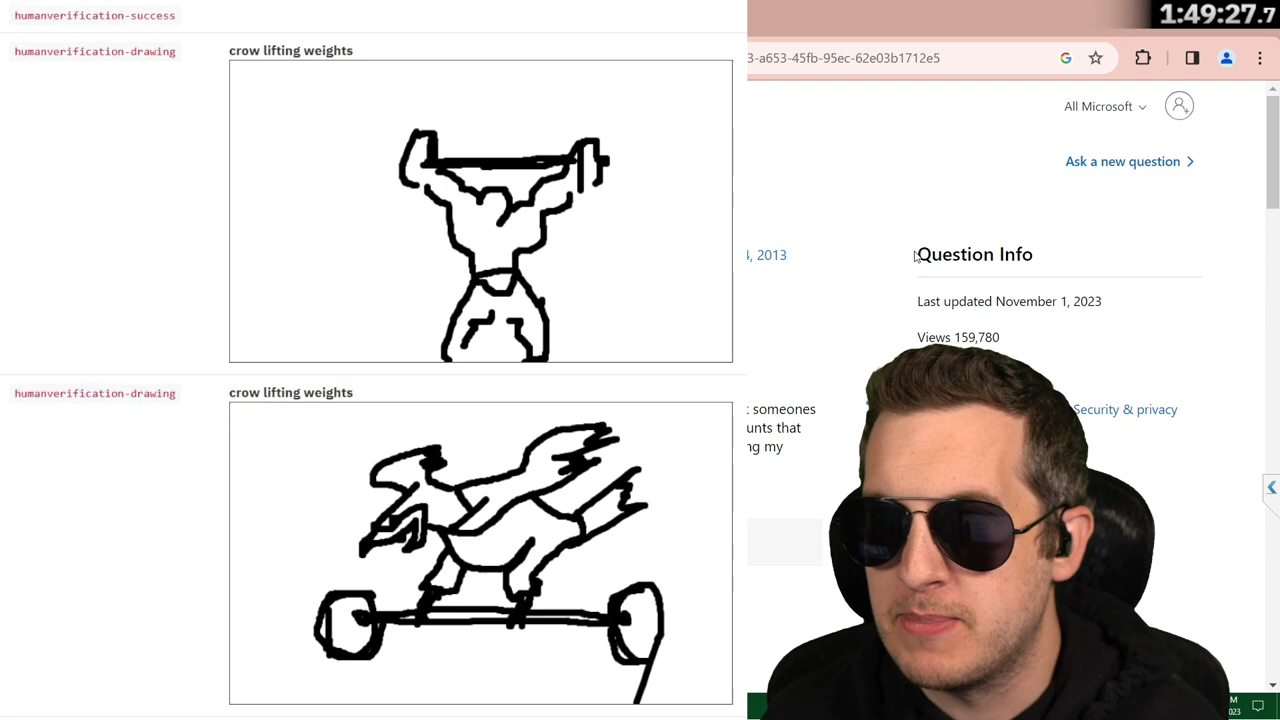 humanverification-success
humanverification-drawing
crow lifting weights
humanverification-drawing
crow lifting weights
1:49:27.7
3-a653-45fb-95ec-62e03b1712e5
All Microsoft
Ask a new question
4, 2013
Question Info
Last updated November 1, 2023
Views 159,780
someones
Security & privacy
unts that
ng my
M
023